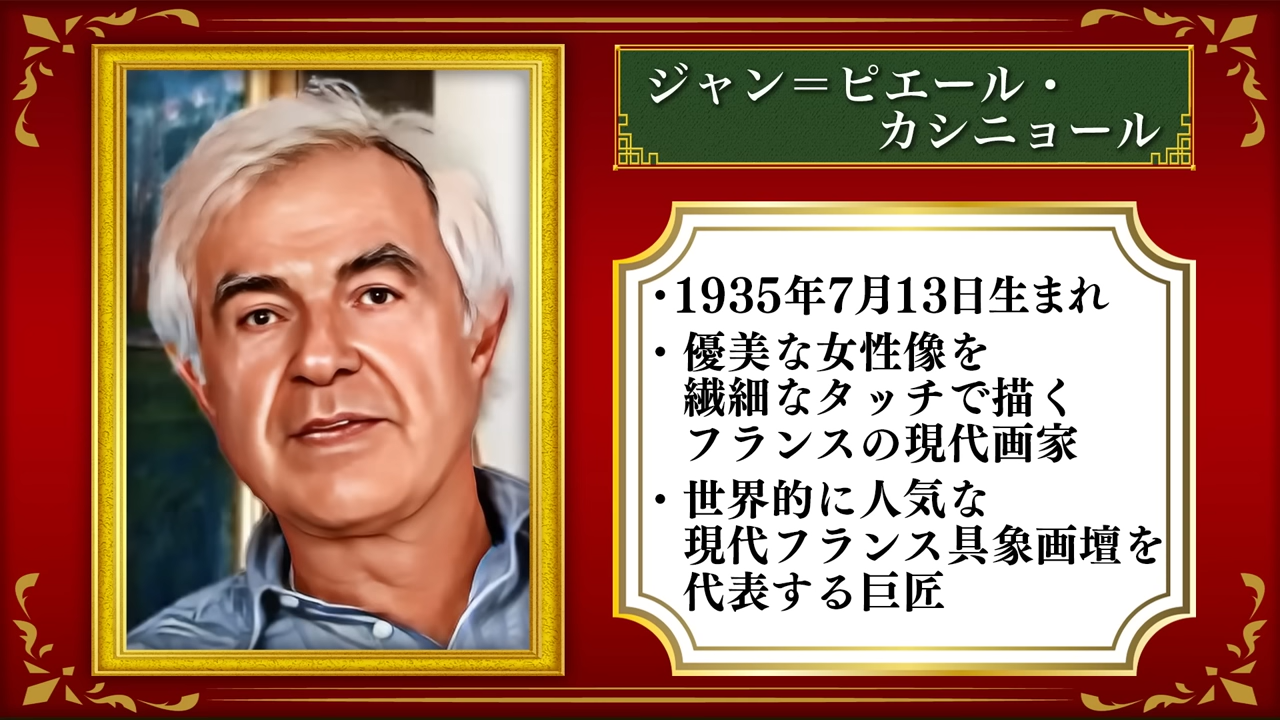 ジャン＝ピエール・
カシニョール
・1935年7月13日生まれ
・優美な女性像を
繊細なタッチで描く
フランスの現代画家
・世界的に人気な
現代フランス具象画壇を
代表する巨匠